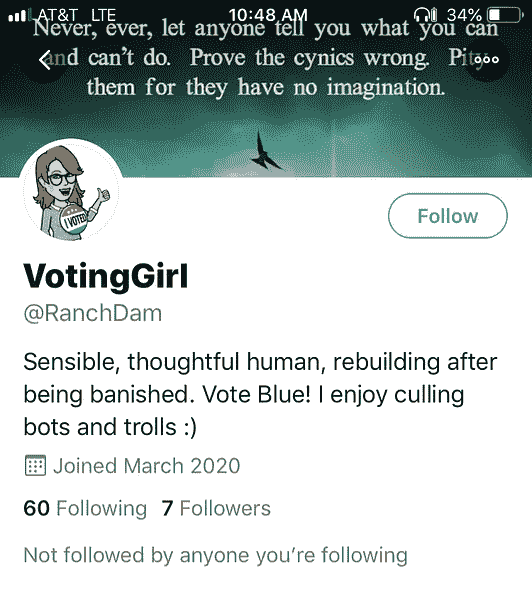 AT&T LTE 10:48 AM 34%
Never, ever, let anyone tell you what you can
and can't do. Prove the cynics wrong. Pity
them for they have no imagination.
I VOTED
Follow
VotingGirl
@RanchDam
Sensible, thoughtful human, rebuilding after
being banished. Vote Blue! I enjoy culling
bots and trolls :)
Joined March 2020
60 Following 7 Followers
Not followed by anyone you're following